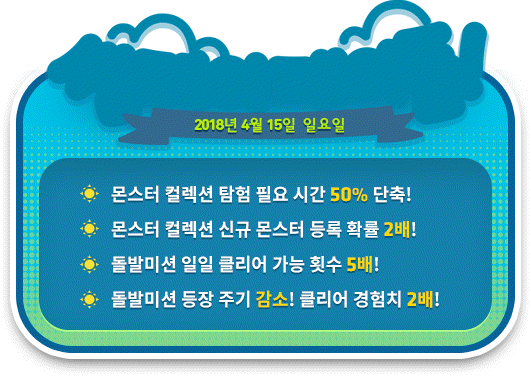 2018년 4월 15일 일요일
몬스터 컬렉션 탐험 필요 시간 50% 단축!
몬스터 컬렉션 신규 몬스터 등록 확률 2배!
돌발미션 일일 클리어 가능 횟수 5배!
돌발미션 등장 주기 감소! 클리어 경험치 2배!